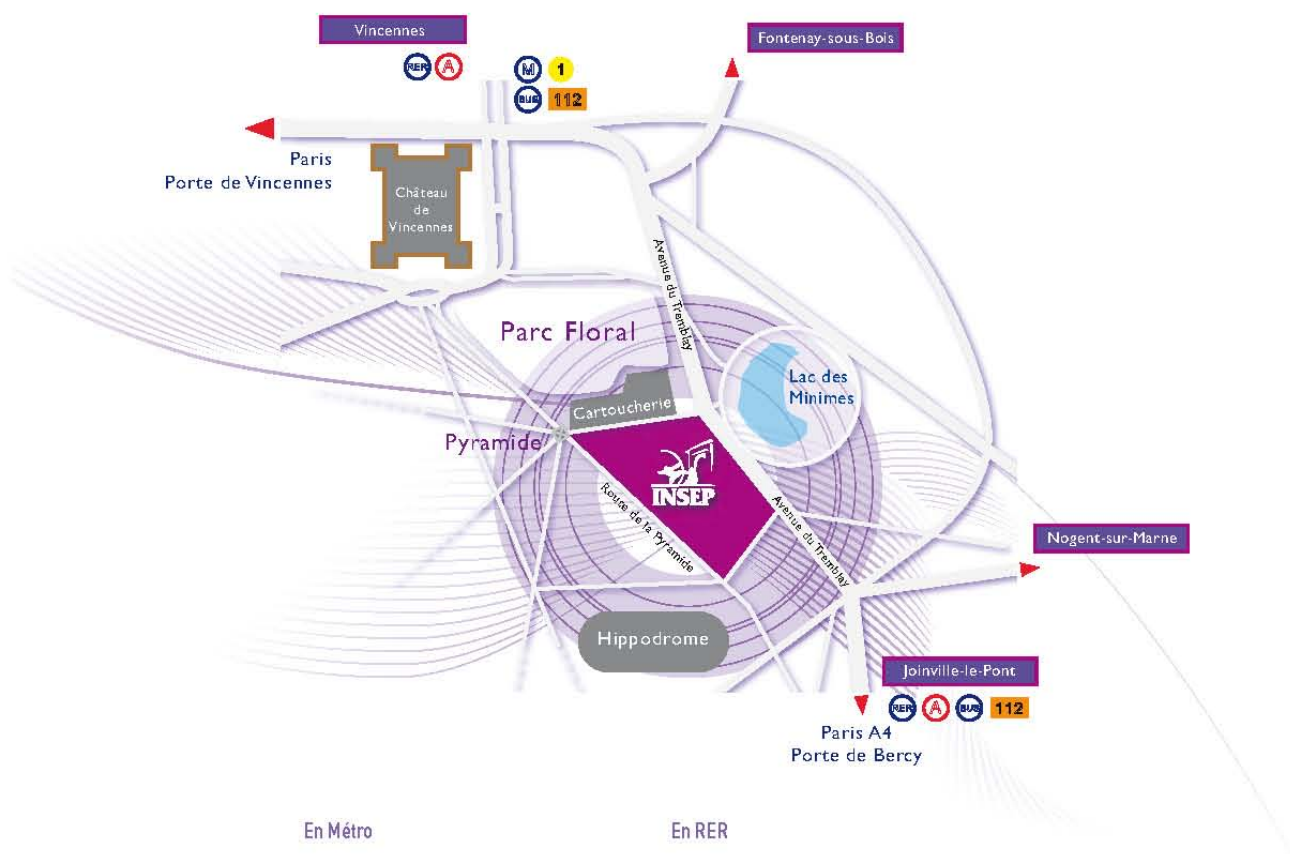 Vincennes
RER A
M 1
BUS 112
Fontenay-sous-Bois
Paris
Porte de Vincennes
Château
de
Vincennes
Avenue du Tremblay
Parc Floral
Lac des
Minimes
Cartoucherie
Pyramide
INSEP
Route de la Pyramide
Avenue du Tremblay
Nogent-sur-Marne
Hippodrome
Joinville-le-Pont
RER A BUS 112
Paris A4
Porte de Bercy
En Métro
En RER